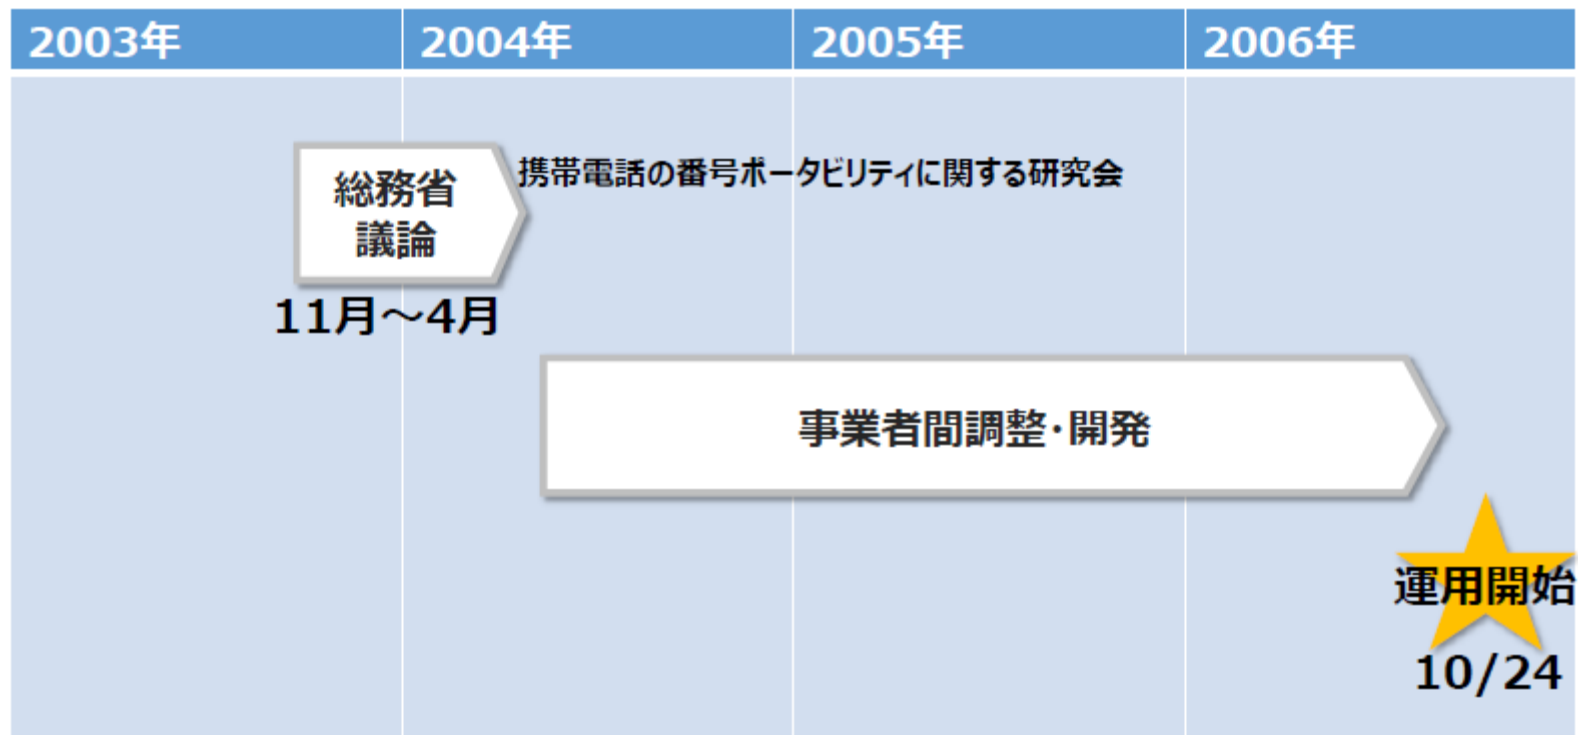 2003年 2004年 2005年 2006年
携帯電話の番号ポータビリティに関する研究会
総務省
議論
11月～4月
事業者間調整・開発
運用開始
10/24